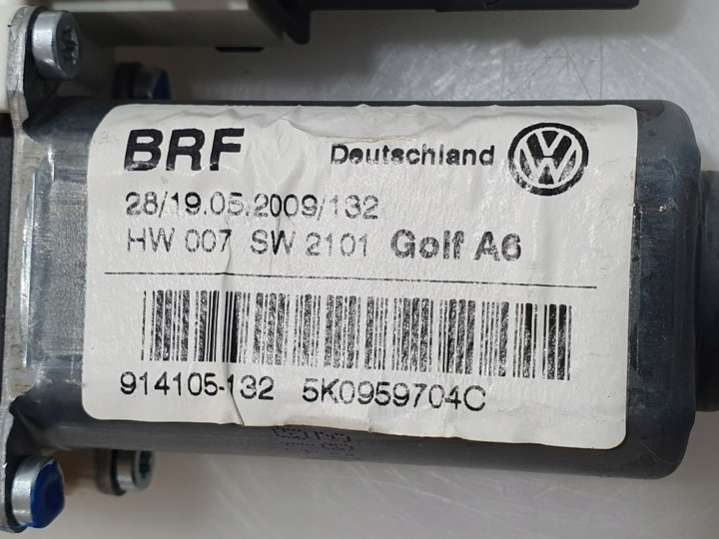 BRF Deutschland
28/19.05.2009/132
HW 007 SW 2101 Golf A6
914105-132 5K0959704C